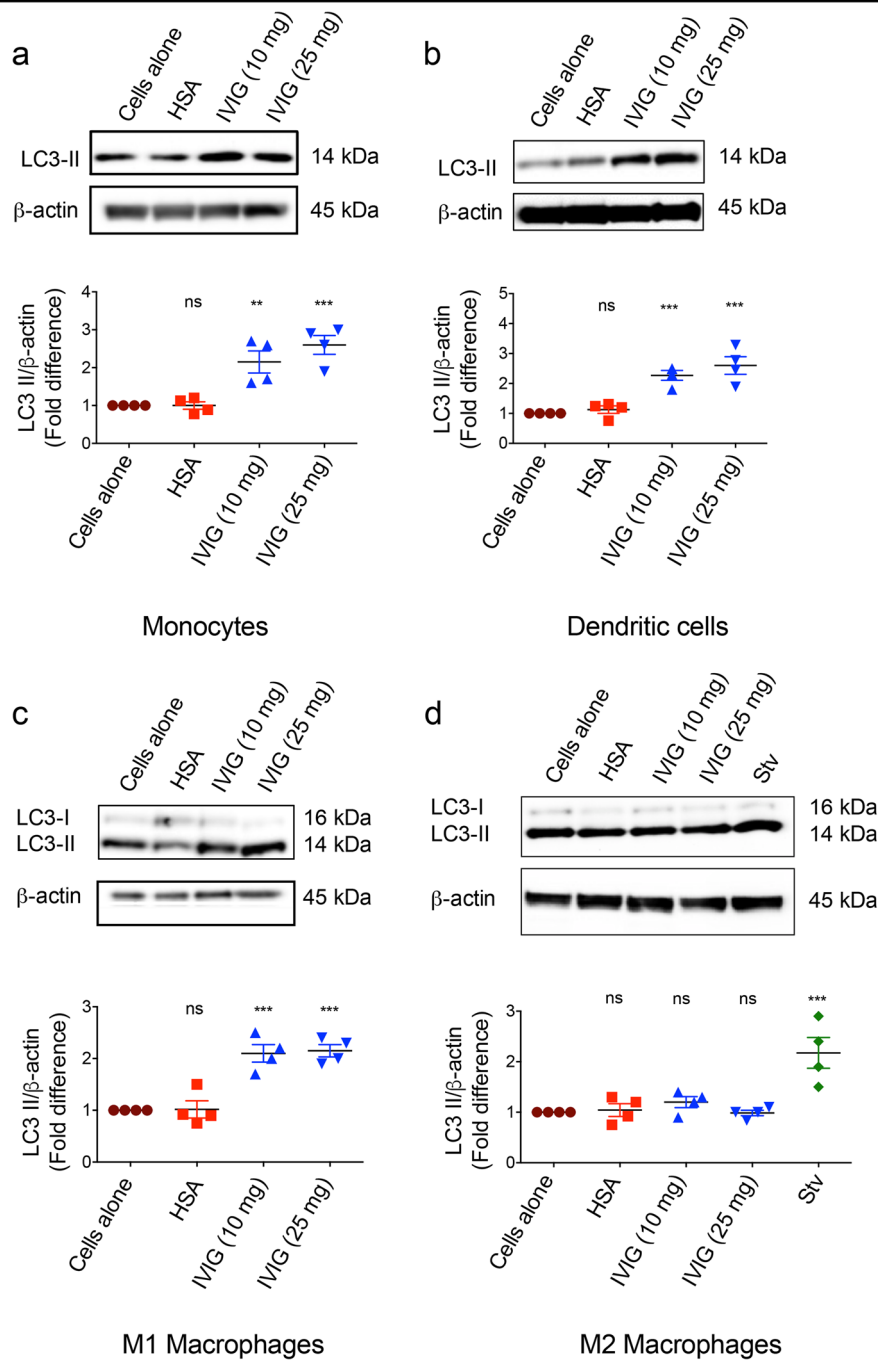 a
Cells alone
HSA
IVIG (10 mg)
IVIG (25 mg)
LC3-II
14 kDa
β-actin
45 kDa
LC3 II/β-actin
(Fold difference)
4
3
2
1
0
ns
**
***
Cells alone
HSA
IVIG (10 mg)
IVIG (25 mg)
Monocytes
b
Cells alone
HSA
IVIG (10 mg)
IVIG (25 mg)
LC3-II
14 kDa
β-actin
45 kDa
LC3 II/β-actin
(Fold difference)
5
4
3
2
1
0
ns
***
***
Cells alone
HSA
IVIG (10 mg)
IVIG (25 mg)
Dendritic cells
c
Cells alone
HSA
IVIG (10 mg)
IVIG (25 mg)
LC3-I
16 kDa
LC3-II
14 kDa
β-actin
45 kDa
LC3 II/β-actin
(Fold difference)
3
2
1
0
ns
***
***
Cells alone
HSA
IVIG (10 mg)
IVIG (25 mg)
M1 Macrophages
d
Cells alone
HSA
IVIG (10 mg)
IVIG (25 mg)
Stv
LC3-I
16 kDa
LC3-II
14 kDa
β-actin
45 kDa
LC3 II/β-actin
(Fold difference)
3
2
1
0
ns
ns
ns
***
Cells alone
HSA
IVIG (10 mg)
IVIG (25 mg)
Stv
M2 Macrophages